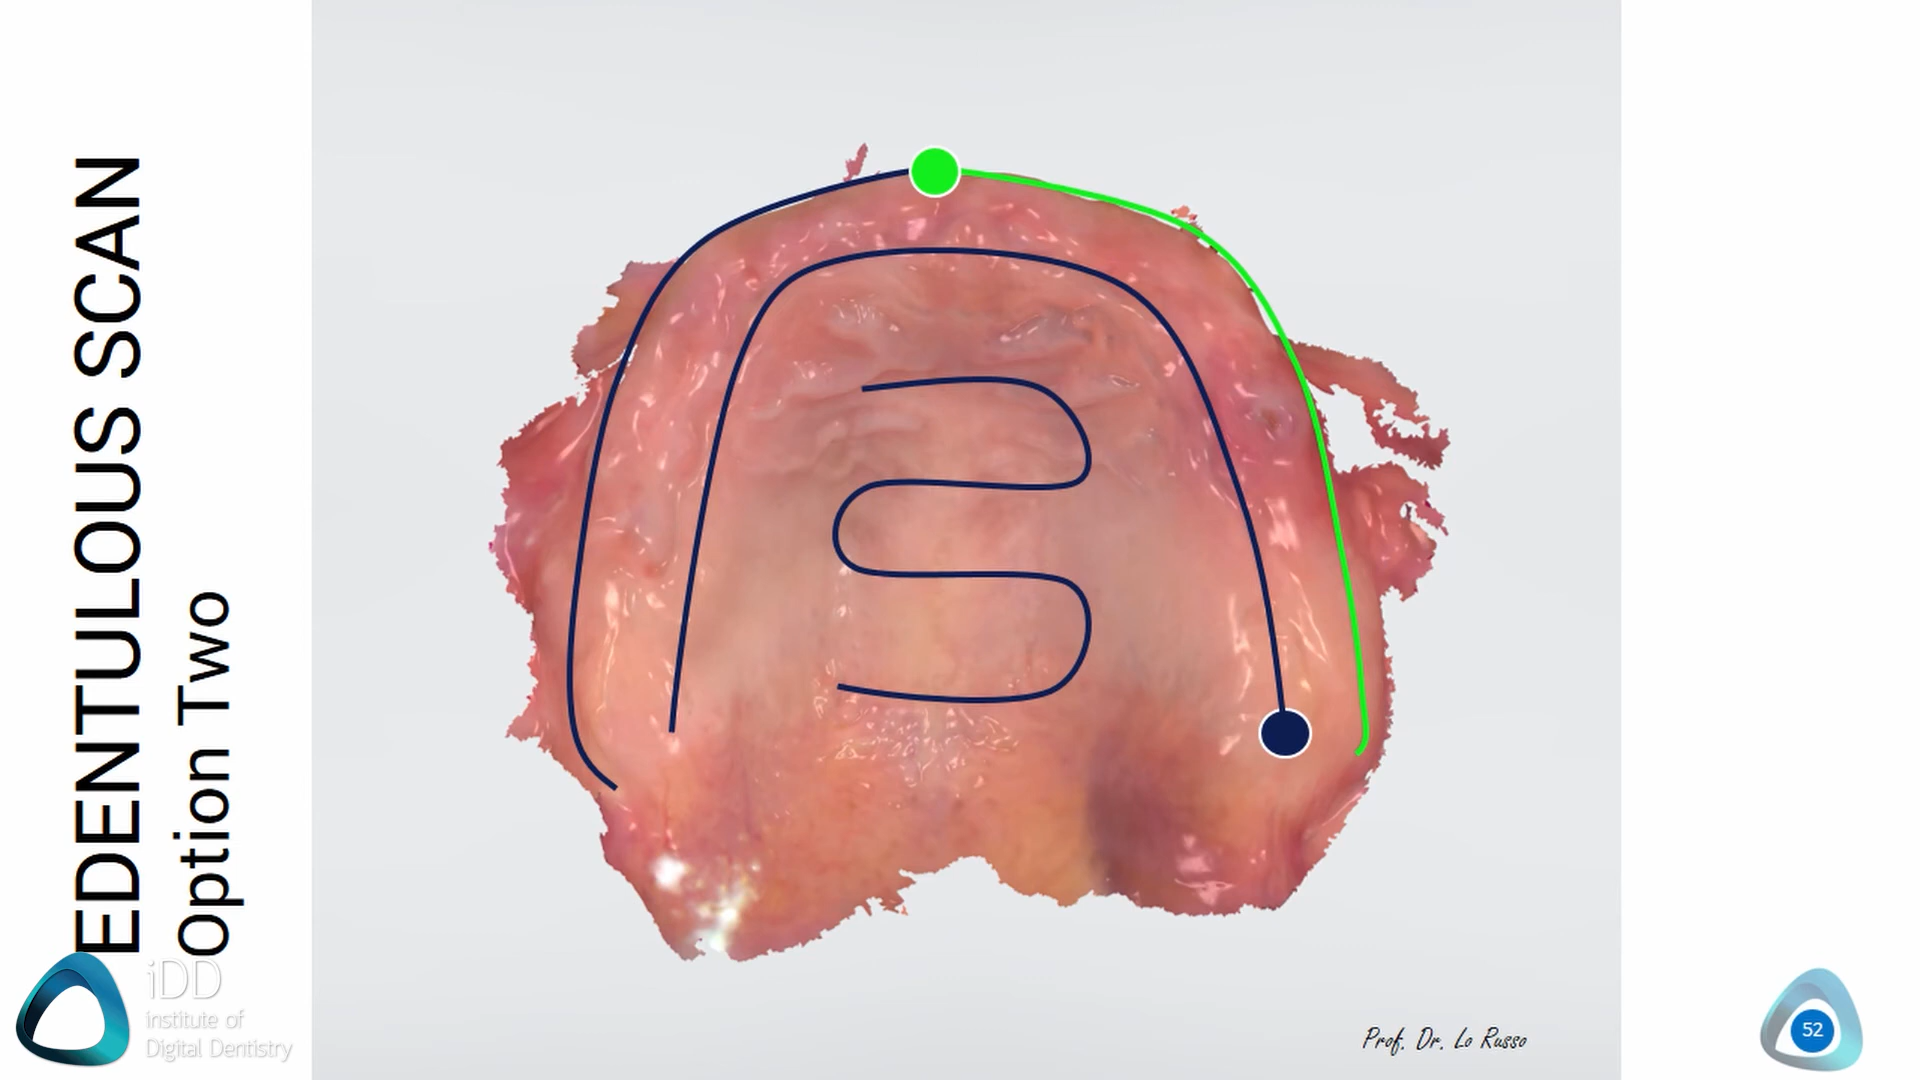 EDENTULOUS SCAN
Option Two
iDD
institute of
Digital Dentistry
Prof. Dr. Lo Russo
52